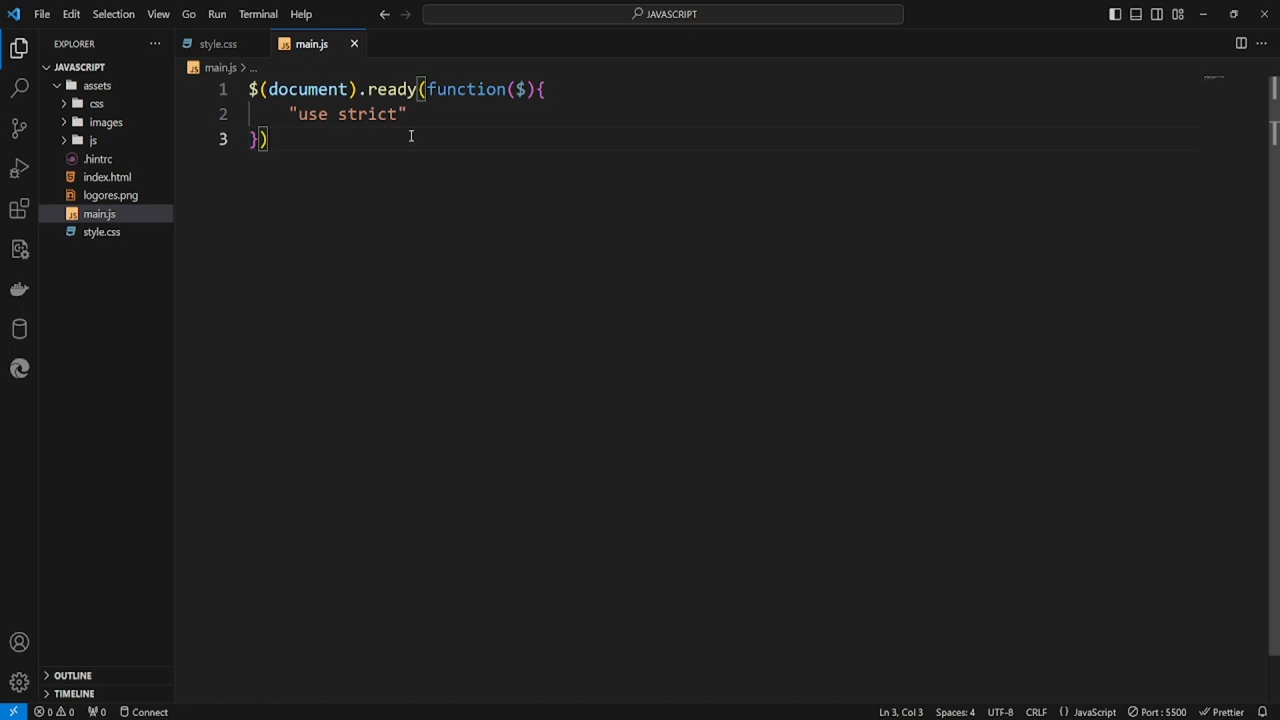 File Edit Selection View Go Run Terminal Help
JAVASCRIPT
EXPLORER
style.css
JS main.js
JAVASCRIPT
assets
css
images
js
.hintrc
index.html
logores.png
JS main.js
style.css
OUTLINE
TIMELINE
JS main.js > ...
1 $(document).ready(function($){
2 "use strict"
3 })
0 0 0 Connect
Ln 3, Col 3 Spaces: 4 UTF-8 CRLF {} JavaScript Port : 5500 Prettier